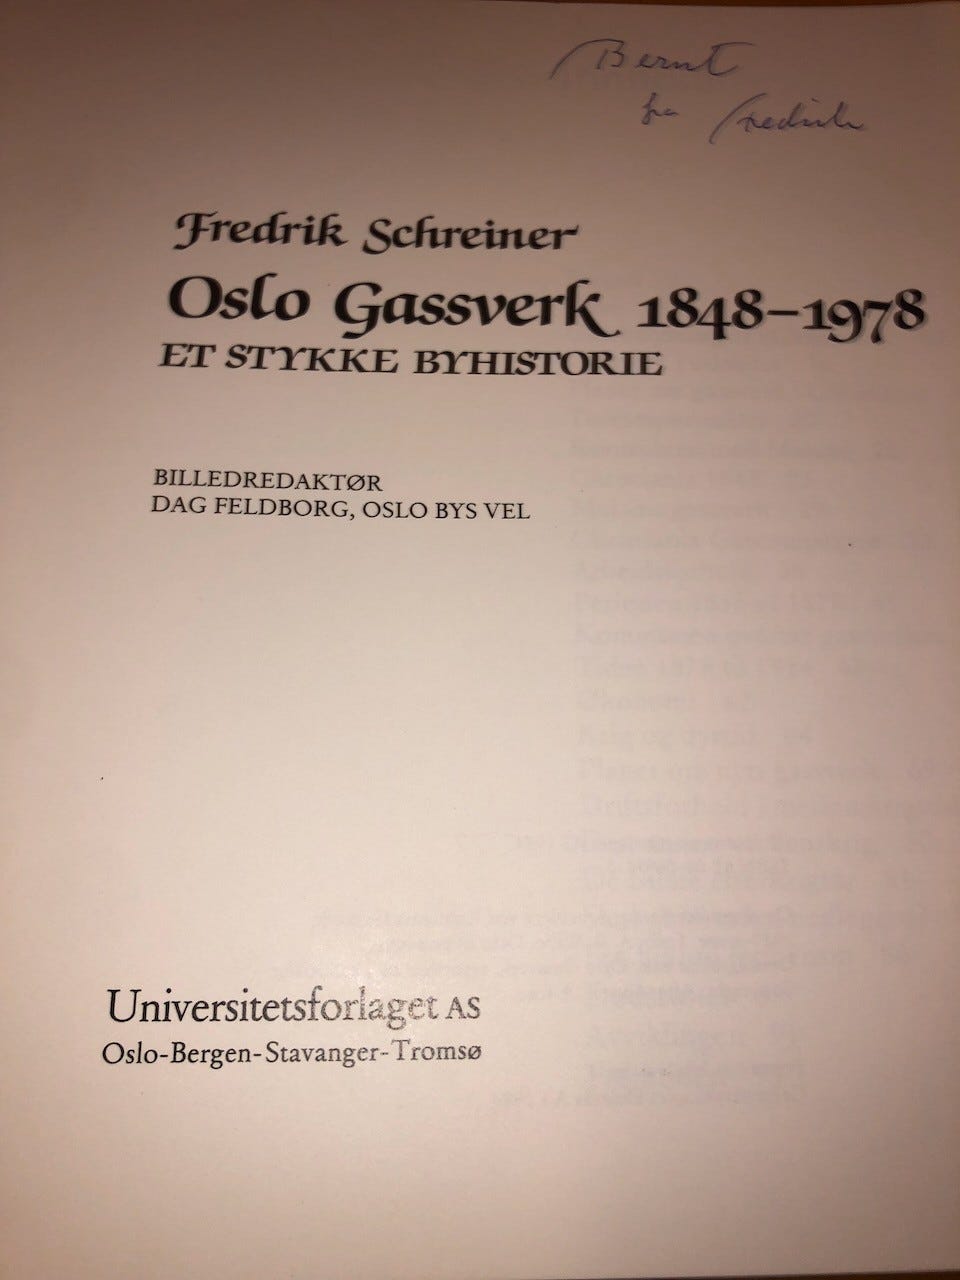 Bernt
fra Fredrik
Fredrik Schreiner
Oslo Gassverk 1848–1978
ET STYKKE BYHISTORIE
BILLEDREDAKTØR
DAG FELDBORG, OSLO BYS VEL
Universitetsforlaget AS
Oslo-Bergen-Stavanger-Tromsø